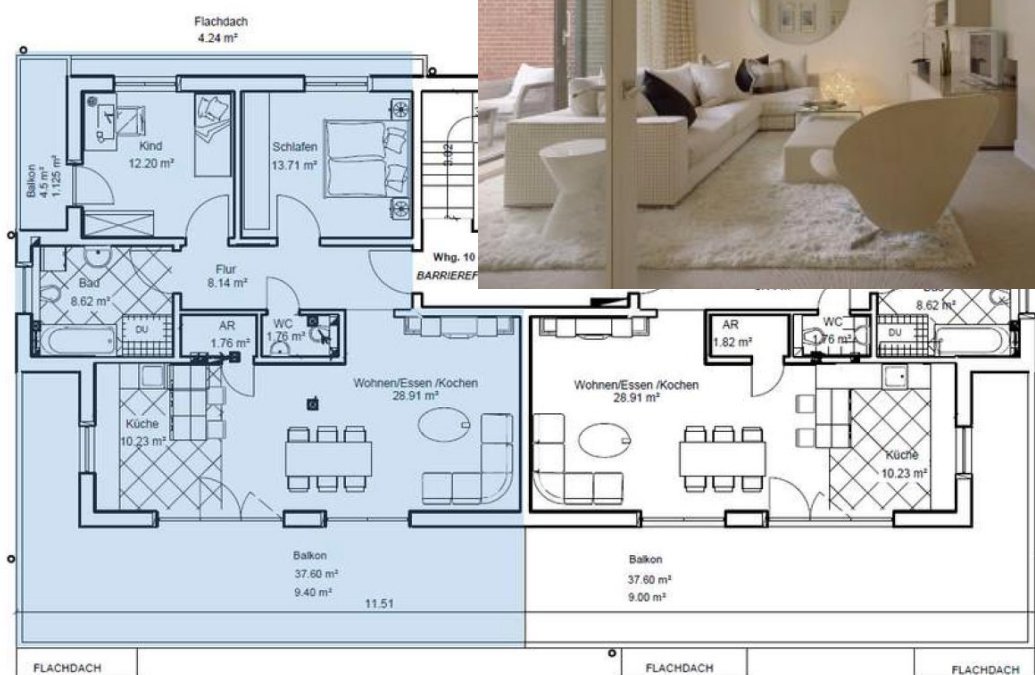 Flachdach
4.24 m²
Kind
12.20 m²
Schlafen
13.71 m²
Balkon
4.5 m²
1.125 m²
Whg. 10
Flur
8.14 m²
Bad
8.62 m²
DU
AR
1.76 m²
WC
1.76 m²
Wohnen/Essen /Kochen
28.91 m²
Küche
10.23 m²
Balkon
37.60 m²
9.40 m²
11.51
8.62 m²
DU
AR
1.82 m²
WC
1.76 m²
Wohnen/Essen /Kochen
28.91 m²
Küche
10.23 m²
Balkon
37.60 m²
9.00 m²
FLACHDACH
FLACHDACH
FLACHDACH